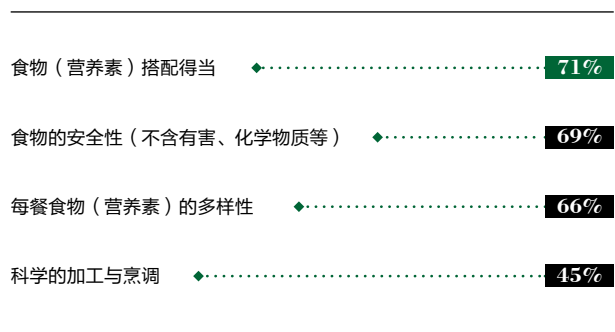 食物（营养素）搭配得当 71%
食物的安全性（不含有害、化学物质等） 69%
每餐食物（营养素）的多样性 66%
科学的加工与烹调 45%